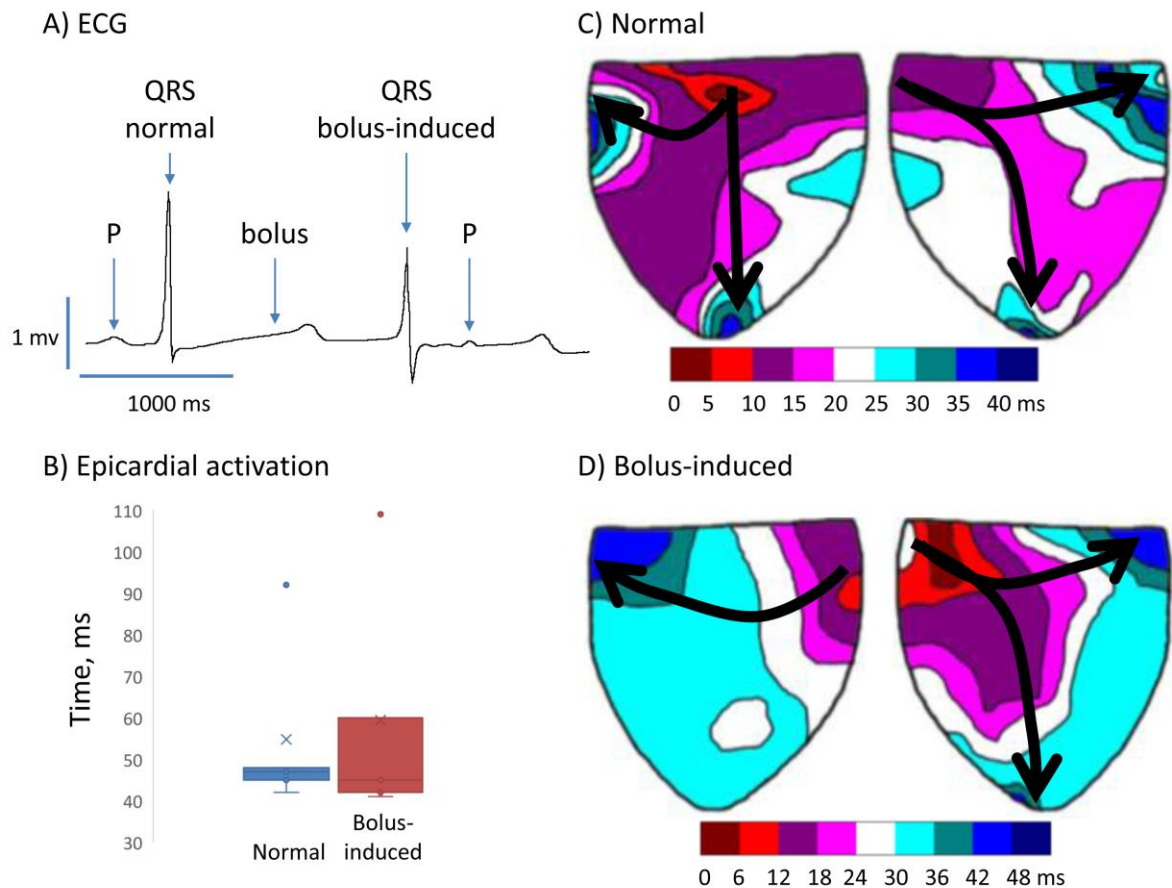 A) ECG
QRS
normal
QRS
bolus-induced
P
bolus
P
1 mv
1000 ms
B) Epicardial activation
Time, ms
110
100
90
80
70
60
50
40
30
Normal
Bolus-
induced
C) Normal
0 5 10 15 20 25 30 35 40 ms
D) Bolus-induced
0 6 12 18 24 30 36 42 48 ms